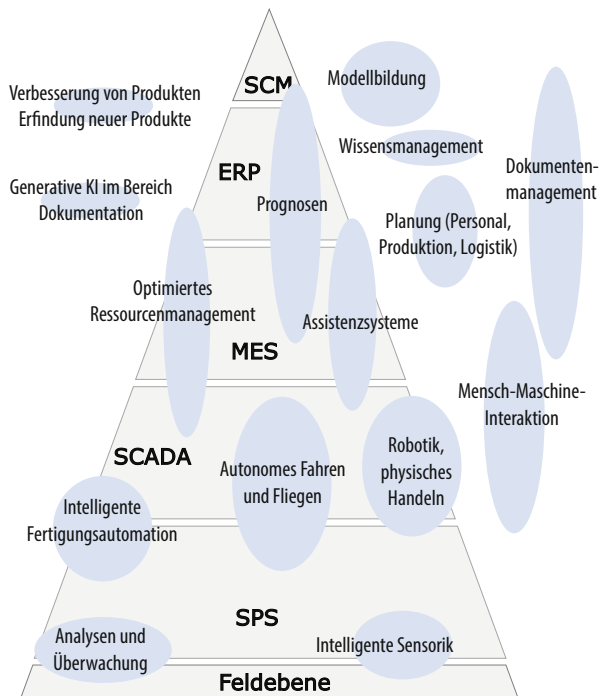 SCM
Modellbildung
Verbesserung von Produkten
Erfindung neuer Produkte
Wissensmanagement
Dokumenten-
management
ERP
Generative KI im Bereich
Dokumentation
Prognosen
Planung (Personal,
Produktion, Logistik)
Optimiertes
Ressourcenmanagement
Assistenzsysteme
MES
Mensch-Maschine-
Interaktion
SCADA
Autonomes Fahren
und Fliegen
Robotik,
physisches
Handeln
Intelligente
Fertigungsautomation
SPS
Analysen und
Überwachung
Intelligente Sensorik
Feldebene